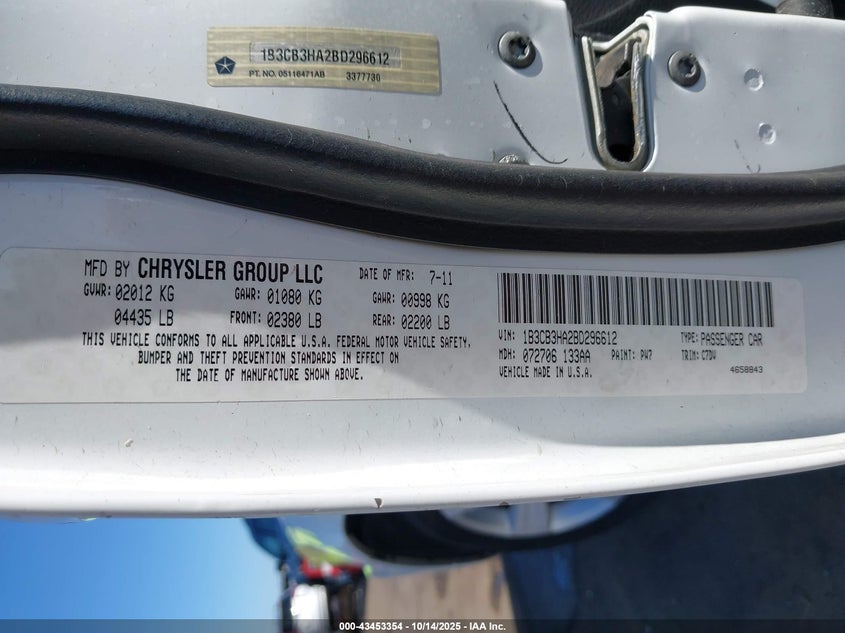 1B3CB3HA2BD296612
PT. NO. 05116471AB 3377730
MFD BY CHRYSLER GROUP LLC DATE OF MFR: 7-11
GVWR: 02012 KG GAWR: 01080 KG GAWR: 00998 KG
04435 LB FRONT: 02380 LB REAR: 02200 LB
THIS VEHICLE CONFORMS TO ALL APPLICABLE U.S.A. FEDERAL MOTOR VEHICLE SAFETY,
BUMPER AND THEFT PREVENTION STANDARDS IN EFFECT ON
THE DATE OF MANUFACTURE SHOWN ABOVE.
VIN: 1B3CB3HA2BD296612 TYPE: PASSENGER CAR
MDH: 072706 133AA PAINT: PW7 TRIM: C7DV
VEHICLE MADE IN U.S.A. 4658843
000-43453354 | 10/14/2025 | IAA Inc.